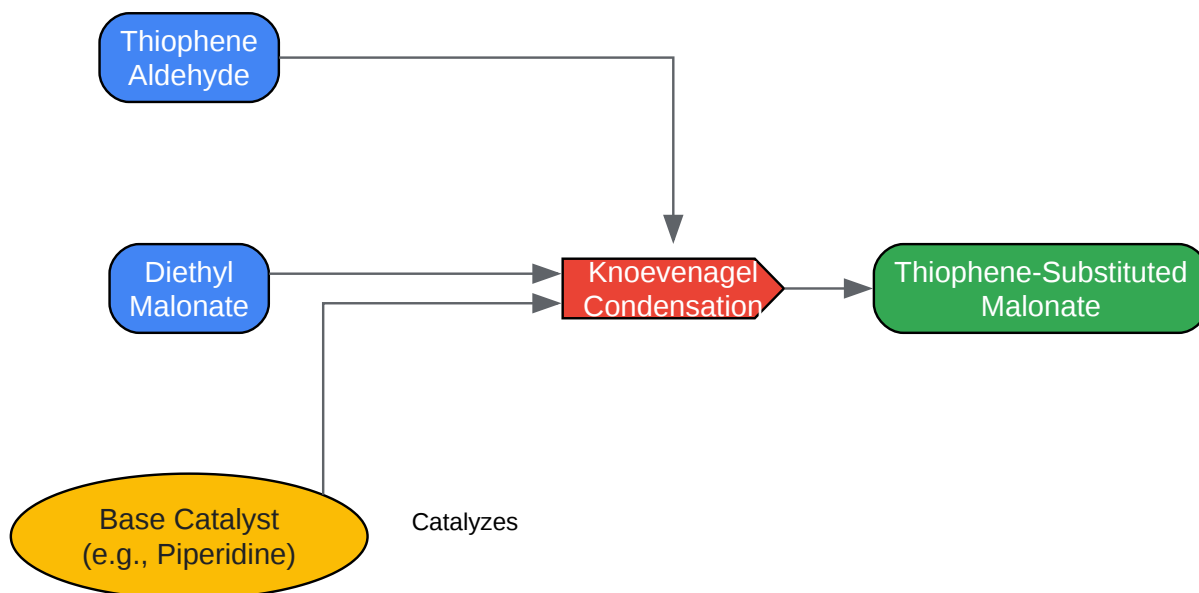 Thiophene
Aldehyde
Diethyl
Malonate
Knoevenagel
Condensation
Thiophene-Substituted
Malonate
Base Catalyst
(e.g., Piperidine)
Catalyzes